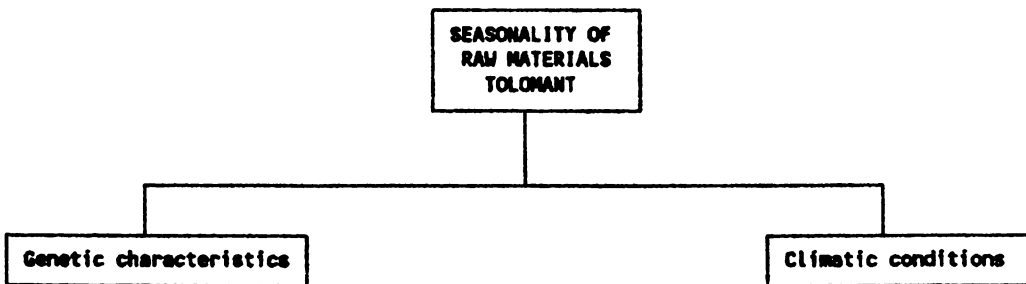 SEASONALITY OF
RAW MATERIALS
TOLOMANT
Genetic characteristics
Climatic conditions